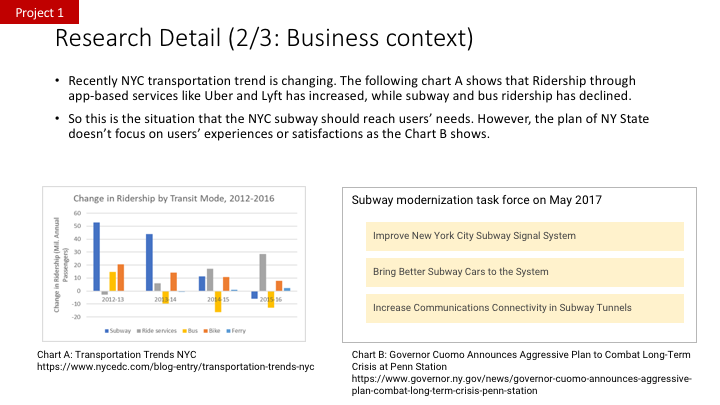 Project 1
Research Detail (2/3: Business context)
• Recently NYC transportation trend is changing. The following chart A shows that Ridership through
app-based services like Uber and Lyft has increased, while subway and bus ridership has declined.
• So this is the situation that the NYC subway should reach users’ needs. However, the plan of NY State
doesn’t focus on users’ experiences or satisfactions as the Chart B shows.
Change in Ridership by Transit Mode, 2012-2016
Change in Ridership (Mil. Annual
Passengers)
60
50
40
30
20
10
0
-10
-20
2012-13
2013-14
2014-15
2015-16
Subway
Ride services
Bus
Bike
Ferry
Chart A: Transportation Trends NYC
https://www.nycedc.com/blog-entry/transportation-trends-nyc
Subway modernization task force on May 2017
Improve New York City Subway Signal System
Bring Better Subway Cars to the System
Increase Communications Connectivity in Subway Tunnels
Chart B: Governor Cuomo Announces Aggressive Plan to Combat Long-Term
Crisis at Penn Station
https://www.governor.ny.gov/news/governor-cuomo-announces-aggressive-
plan-combat-long-term-crisis-penn-station